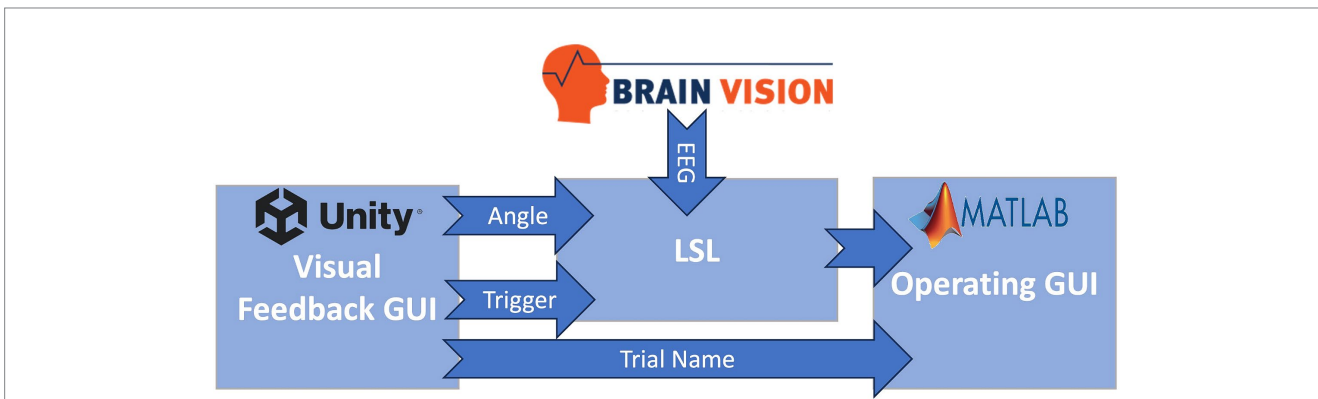 BRAIN VISION
EEG
Unity®
Visual
Feedback GUI
Angle
Trigger
LSL
MATLAB
Operating GUI
Trial Name